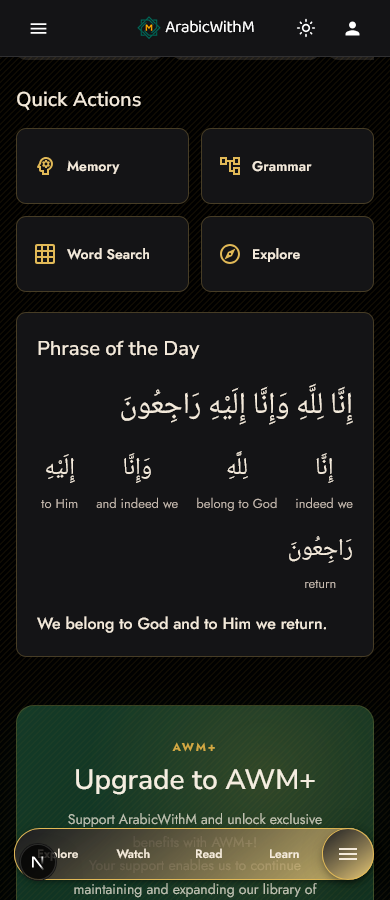 ArabicWithM
Quick Actions
Memory
Grammar
Word Search
Explore
Phrase of the Day
إِنَّا لِلَّهِ وَإِنَّا إِلَيْهِ رَاجِعُونَ
إِنَّا لِلَّهِ وَإِنَّا إِلَيْهِ
indeed we belong to God and indeed we to Him
رَاجِعُونَ
return
We belong to God and to Him we return.
AWM+
Upgrade to AWM+
Support ArabicWithM and unlock exclusive
benefits with AWM+!
Your support enables us to continue
maintaining and expanding our library of
N
Explore Watch Read Learn